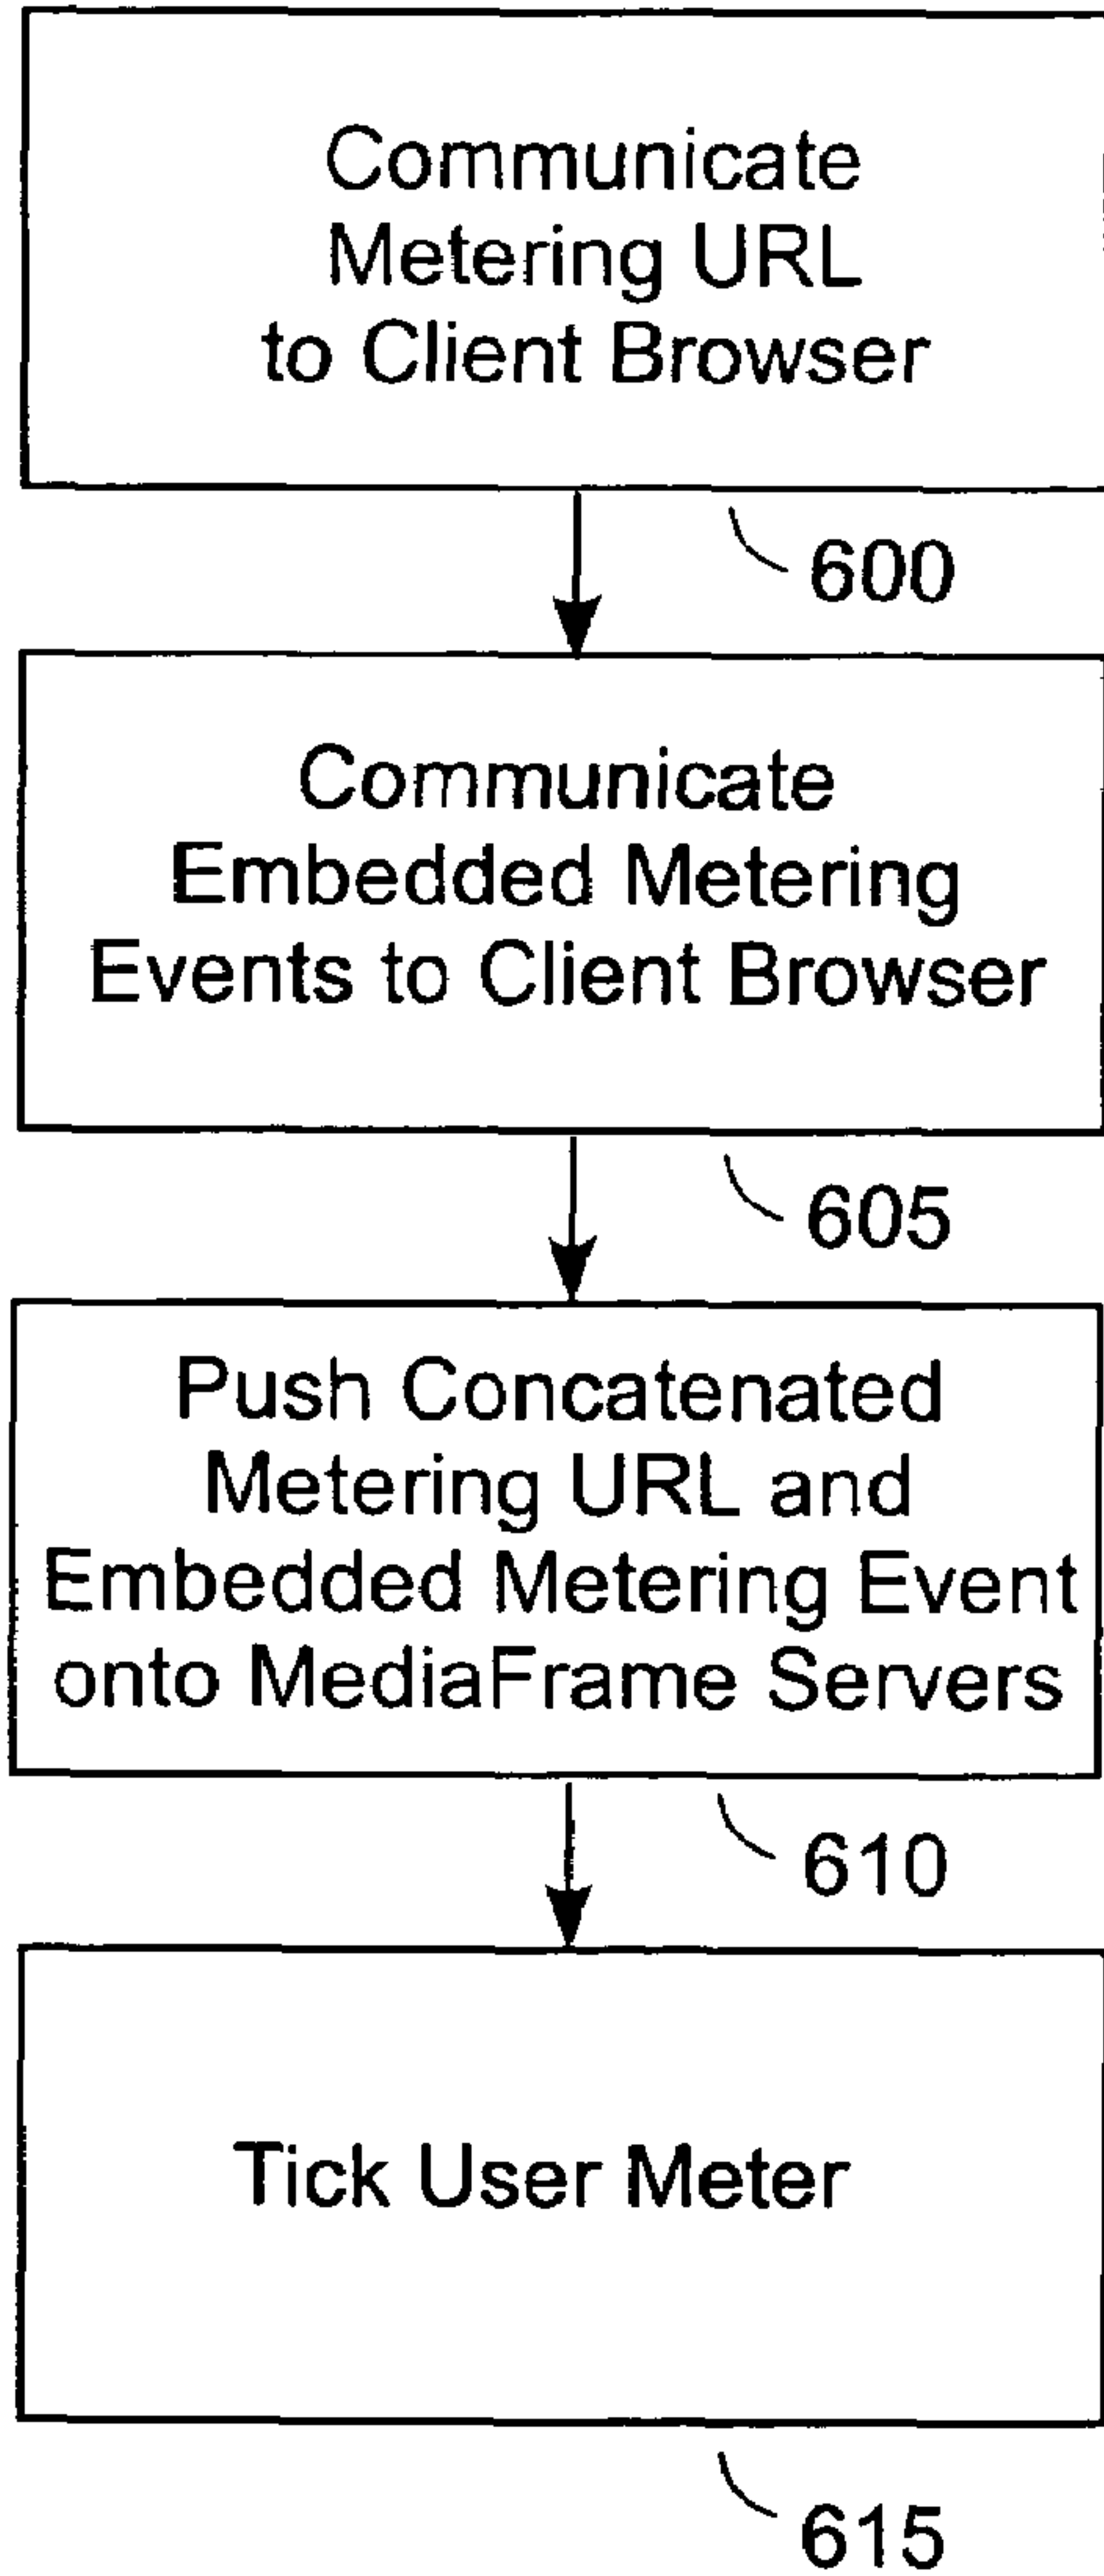 Communicate
Metering URL
to Client Browser
600
Communicate
Embedded Metering
Events to Client Browser
605
Push Concatenated
Metering URL and
Embedded Metering Event
onto MediaFrame Servers
610
Tick User Meter
615